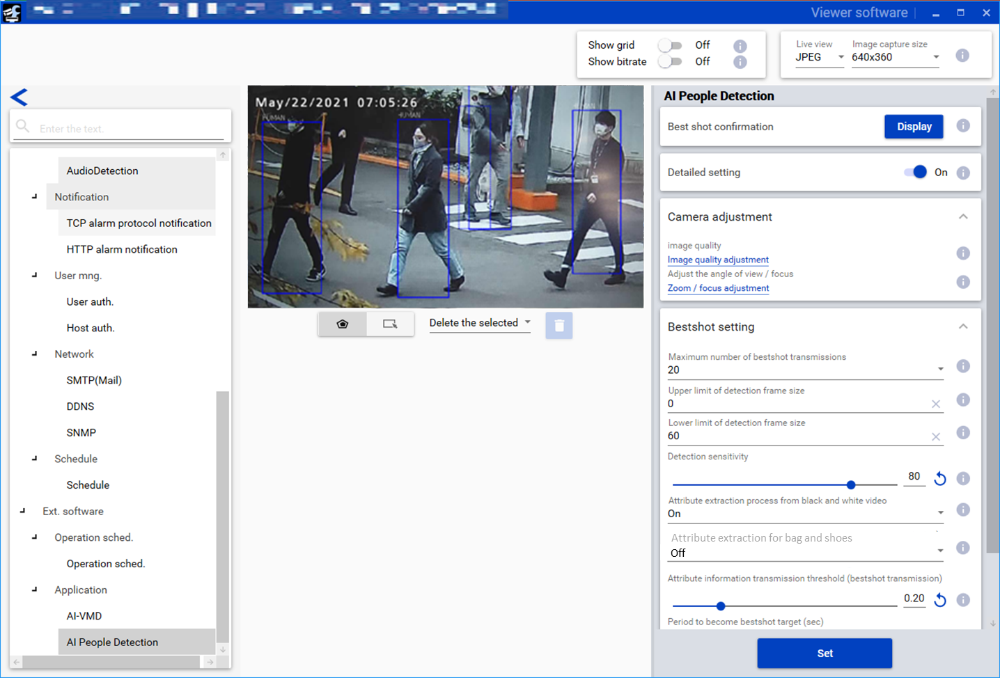 Viewer software
Show grid Off
Show bitrate Off
Live view
JPEG
Image capture size
640x360
Enter the text.
AudioDetection
Notification
TCP alarm protocol notification
HTTP alarm notification
User mng.
User auth.
Host auth.
Network
SMTP(Mail)
DDNS
SNMP
Schedule
Schedule
Ext. software
Operation sched.
Operation sched.
Application
AI-VMD
AI People Detection
May/22/2021 07:05:26
HUMAN
HUMAN
Delete the selected
AI People Detection
Best shot confirmation Display
Detailed setting On
Camera adjustment
image quality
Image quality adjustment
Adjust the angle of view / focus
Zoom / focus adjustment
Bestshot setting
Maximum number of bestshot transmissions
20
Upper limit of detection frame size
0
Lower limit of detection frame size
60
Detection sensitivity
80
Attribute extraction process from black and white video
On
Attribute extraction for bag and shoes
Off
Attribute information transmission threshold (bestshot transmission)
0.20
Period to become bestshot target (sec)
Set